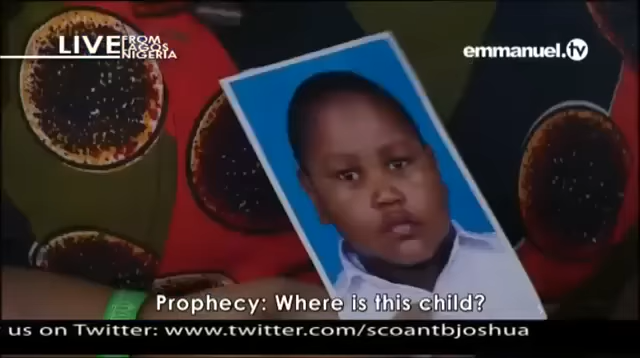 LIVE FROM LAGOS NIGERIA
emmanuel.tv
Prophecy: Where is this child?
us on Twitter: www.twitter.com/scoantbjoshua